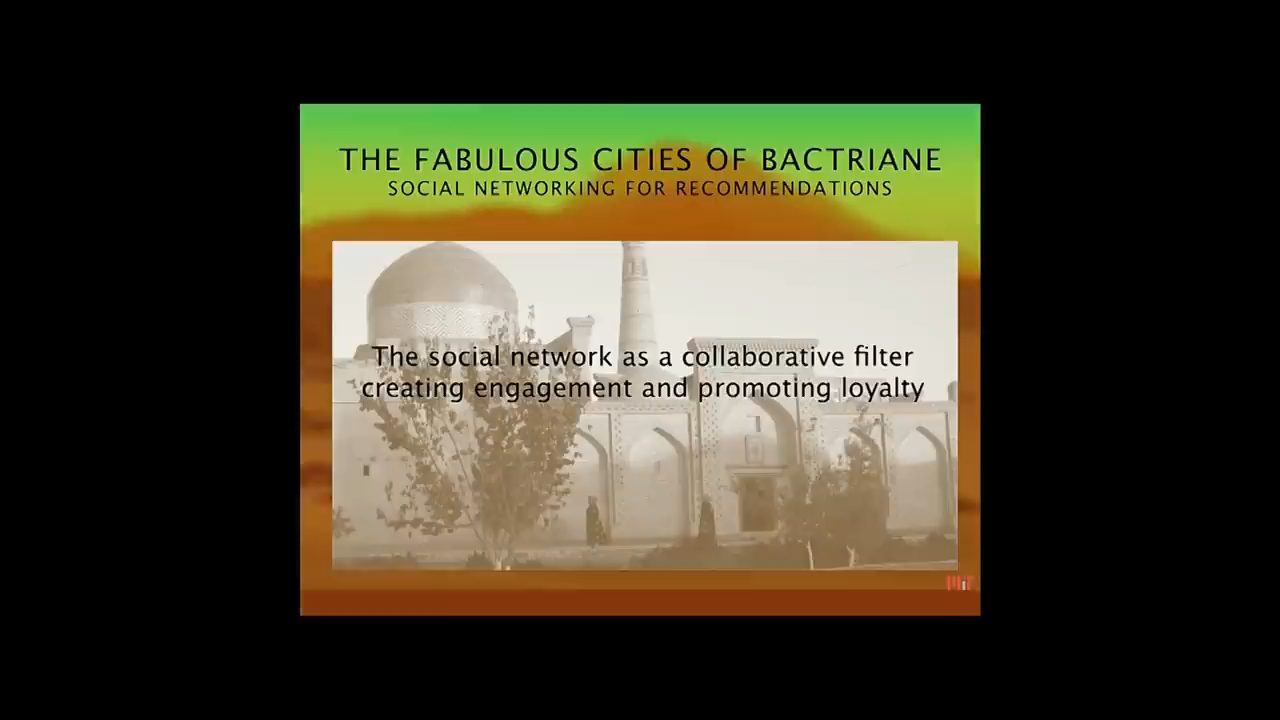 THE FABULOUS CITIES OF BACTRIANE
SOCIAL NETWORKING FOR RECOMMENDATIONS
The social network as a collaborative filter
creating engagement and promoting loyalty
MiT